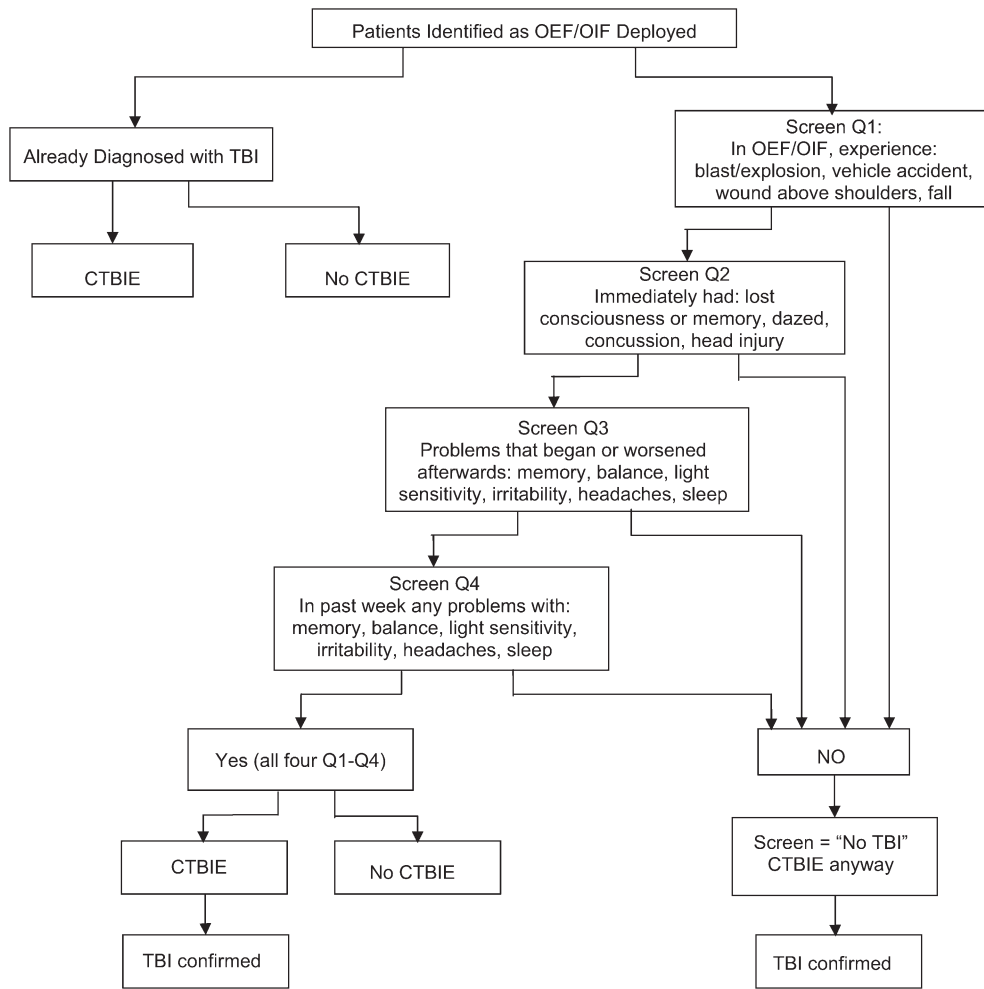 Patients Identified as OEF/OIF Deployed
Already Diagnosed with TBI
CTBIE
No CTBIE
Screen Q1:
In OEF/OIF, experience:
blast/explosion, vehicle accident,
wound above shoulders, fall
Screen Q2
Immediately had: lost
consciousness or memory, dazed,
concussion, head injury
Screen Q3
Problems that began or worsened
afterwards: memory, balance, light
sensitivity, irritability, headaches, sleep
Screen Q4
In past week any problems with:
memory, balance, light sensitivity,
irritability, headaches, sleep
Yes (all four Q1-Q4)
NO
CTBIE
No CTBIE
Screen = “No TBI”
CTBIE anyway
TBI confirmed
TBI confirmed